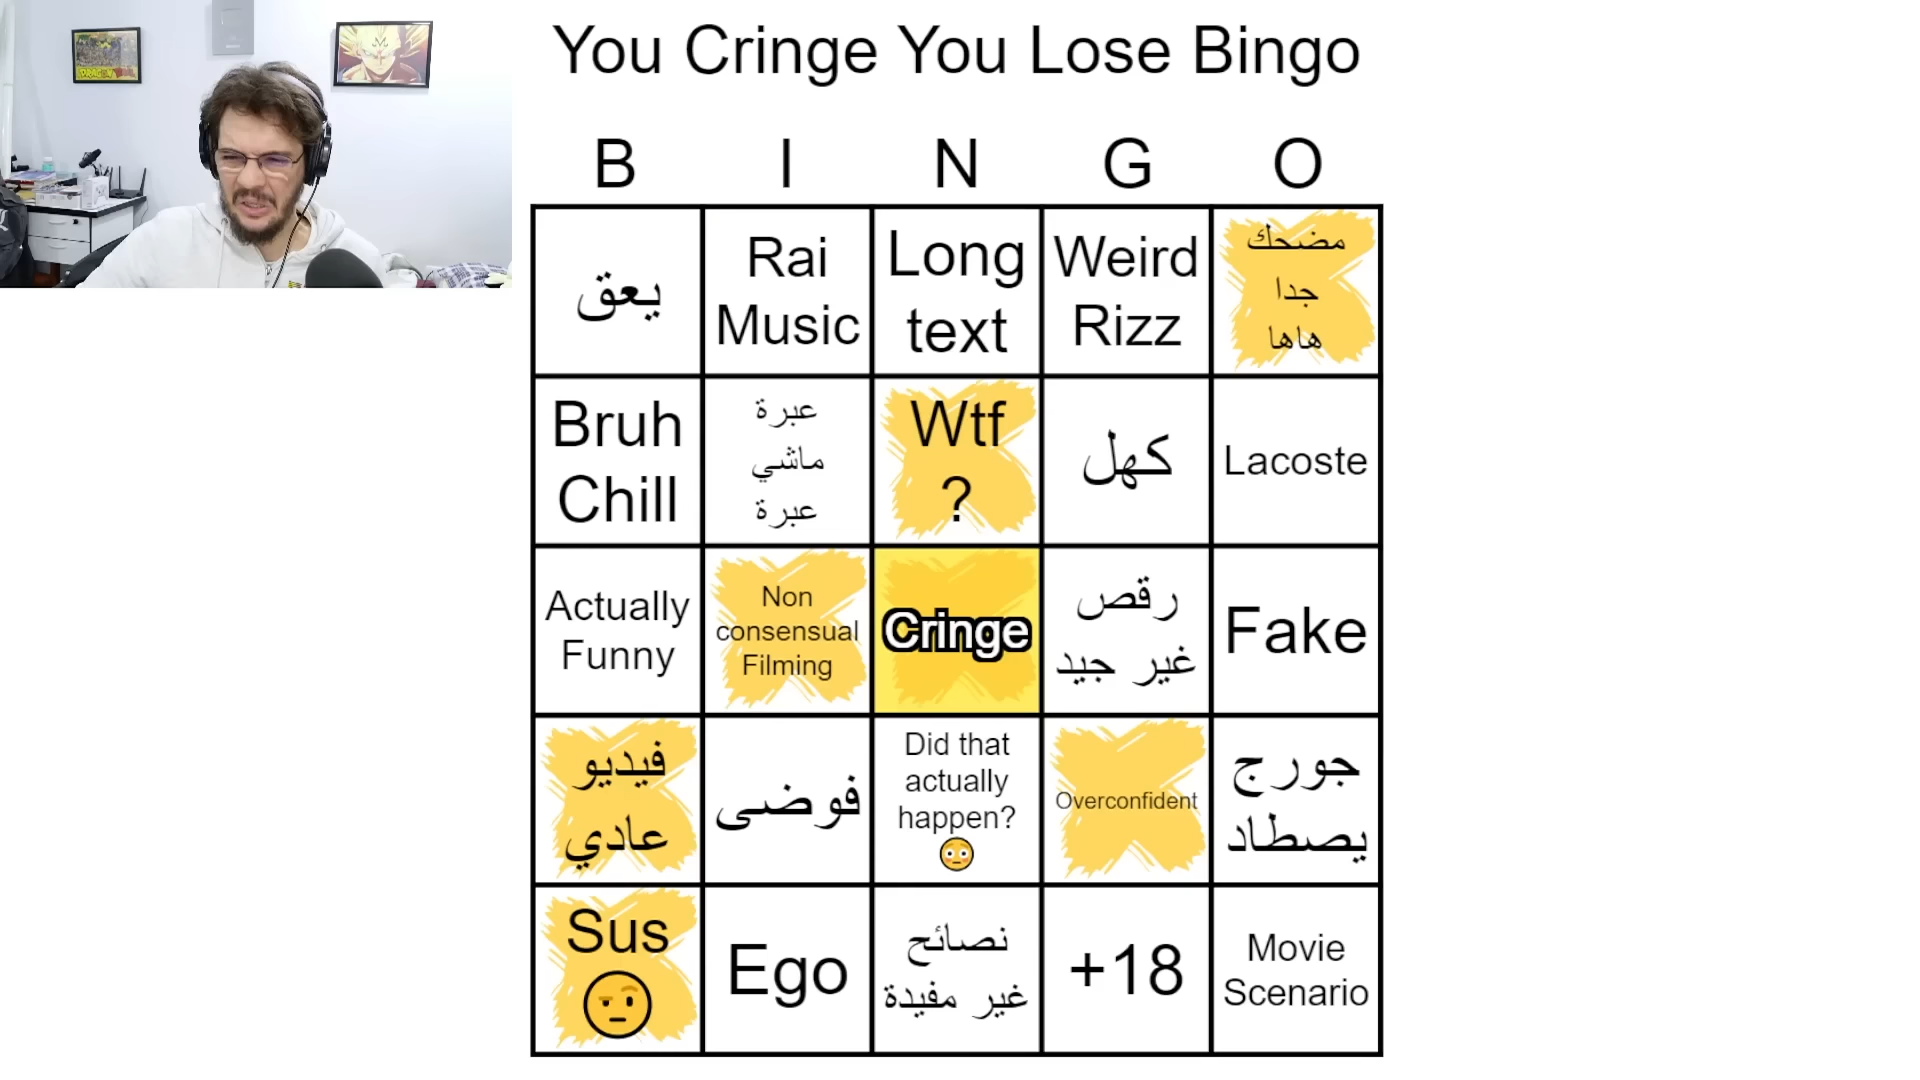 You Cringe You Lose Bingo
B I N G O
يعق
Rai
Music
Long
text
Weird
Rizz
مضحك
جدا
هاها
Bruh
Chill
عبرة
ماشي
عبرة
Wtf
?
كهل
Lacoste
Actually
Funny
Non
consensual
Filming
Cringe
رقص
غير جيد
Fake
فيديو
عادي
فوضى
Did that
actually
happen?
😳
Overconfident
جورج
يصطاد
Sus
🤨
Ego
نصائح
غير مفيدة
+18
Movie
Scenario